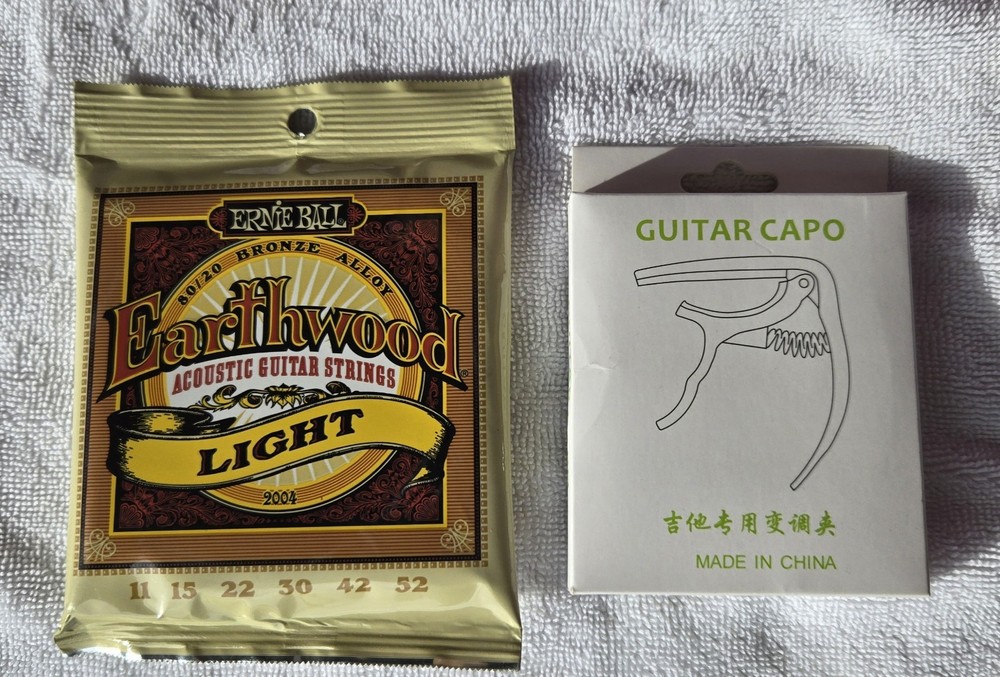 ERNIE BALL
80/20 BRONZE ALLOY
Earthwood®
ACOUSTIC GUITAR STRINGS
LIGHT
2004
11 15 22 30 42 52
GUITAR CAPO
吉他专用变调夹
MADE IN CHINA